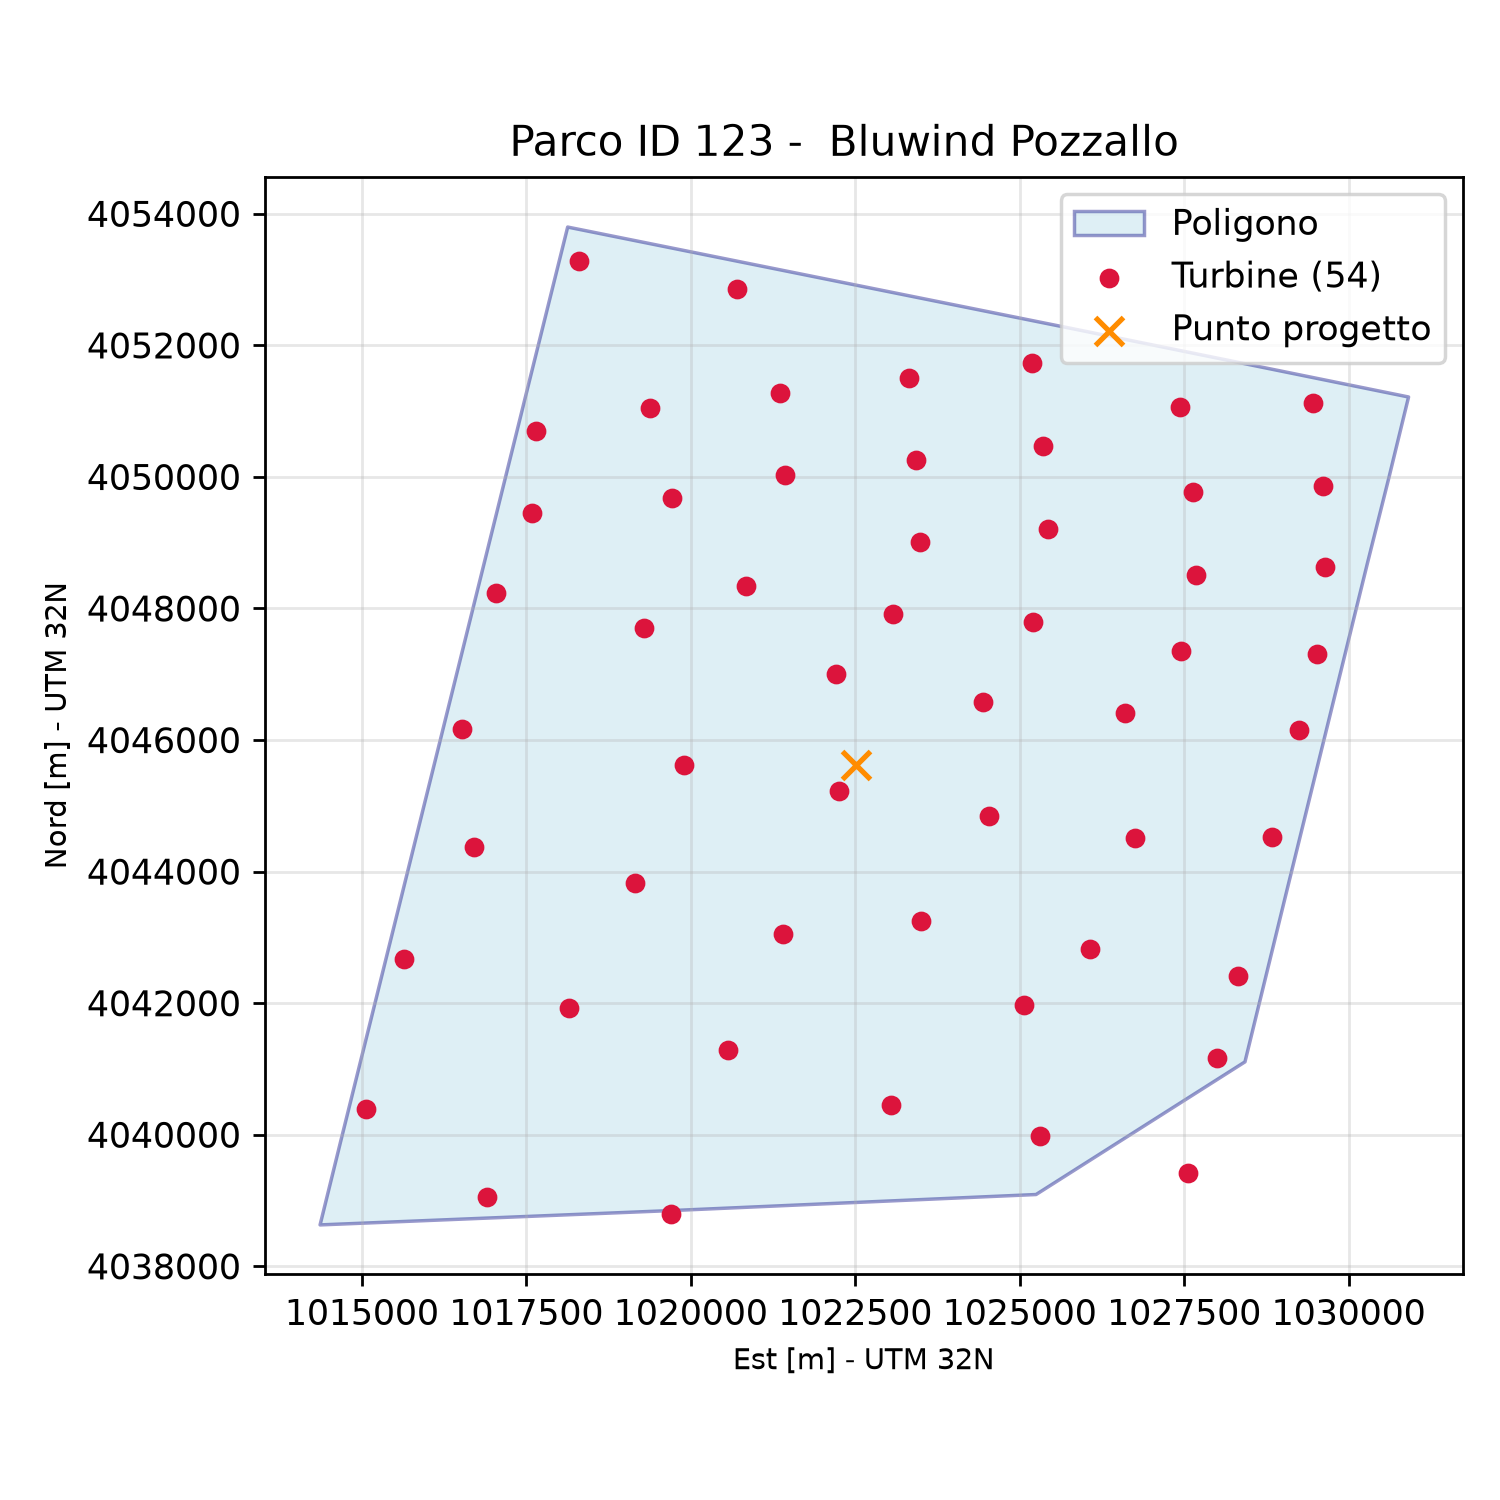 Parco ID 123 -  Bluwind Pozzallo
Poligono
Turbine (54)
Punto progetto
4054000
4052000
4050000
4048000
4046000
4044000
4042000
4040000
4038000
Nord [m] - UTM 32N
1015000 1017500 1020000 1022500 1025000 1027500 1030000
Est [m] - UTM 32N